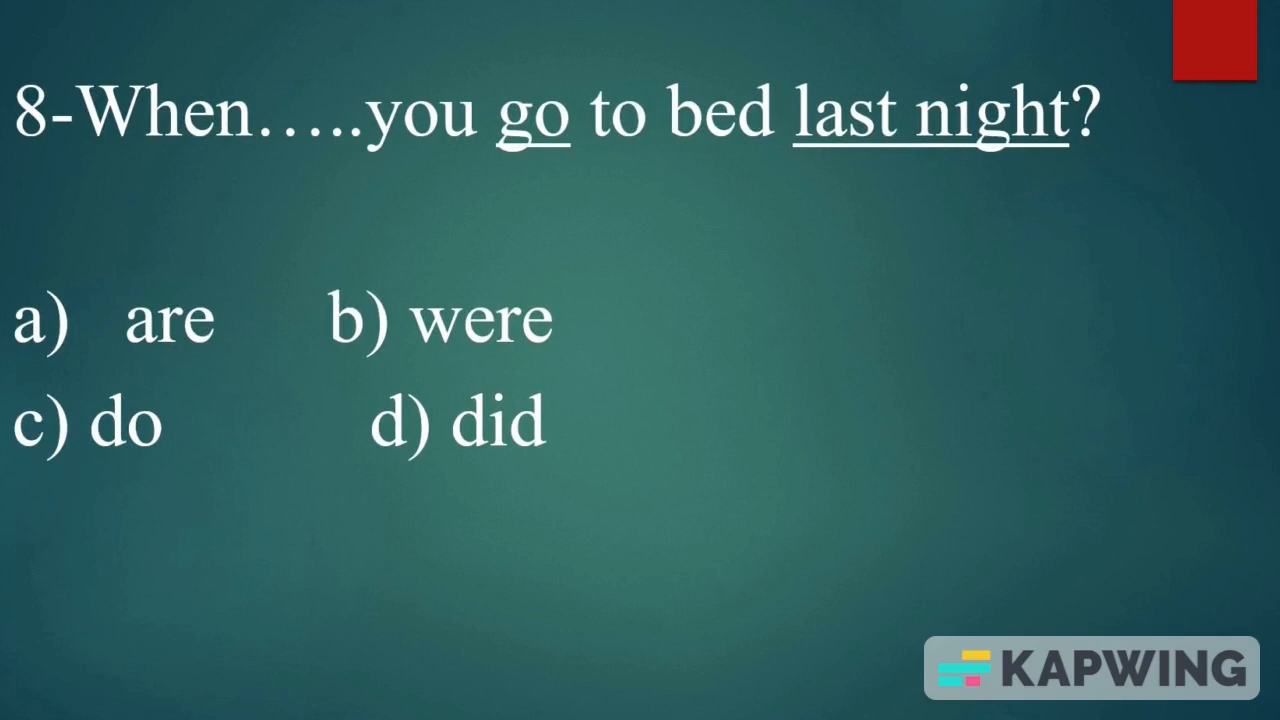 8-When…..you go to bed last night?
a) are b) were
c) do d) did
KAPWING